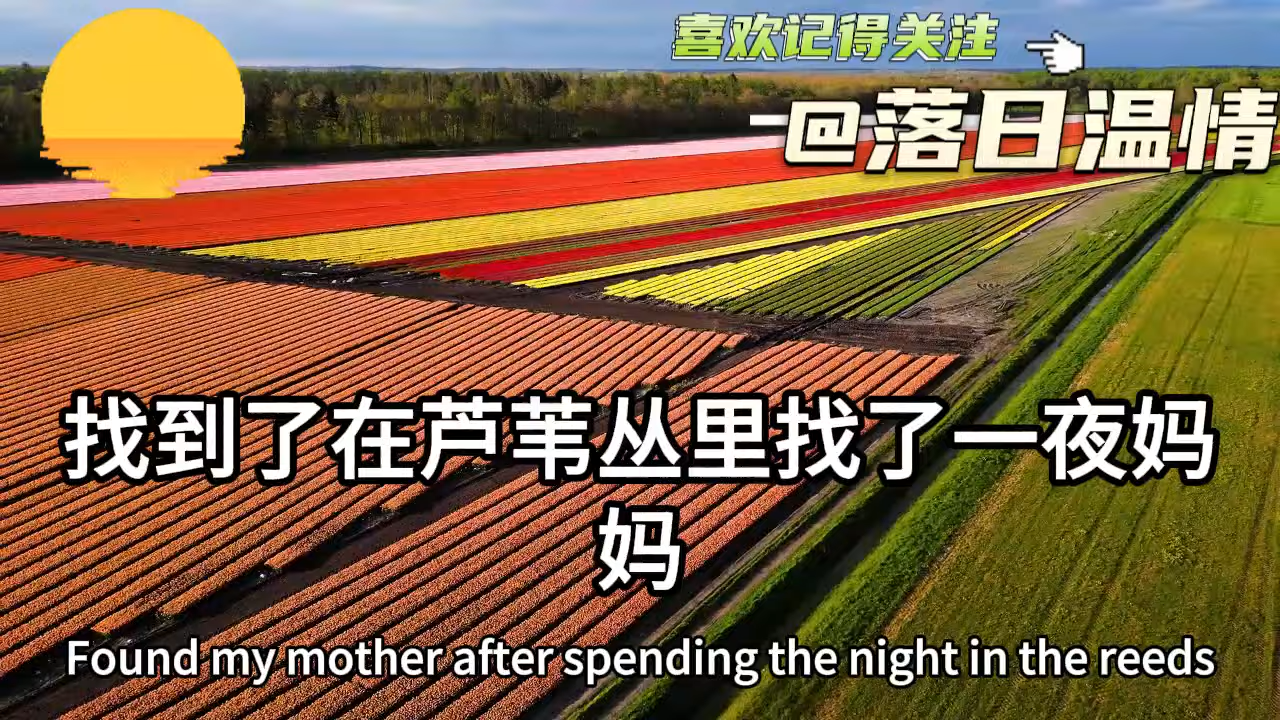 喜欢记得关注
@落日温情
找到了在芦苇丛里找了一夜妈
妈
Found my mother after spending the night in the reeds